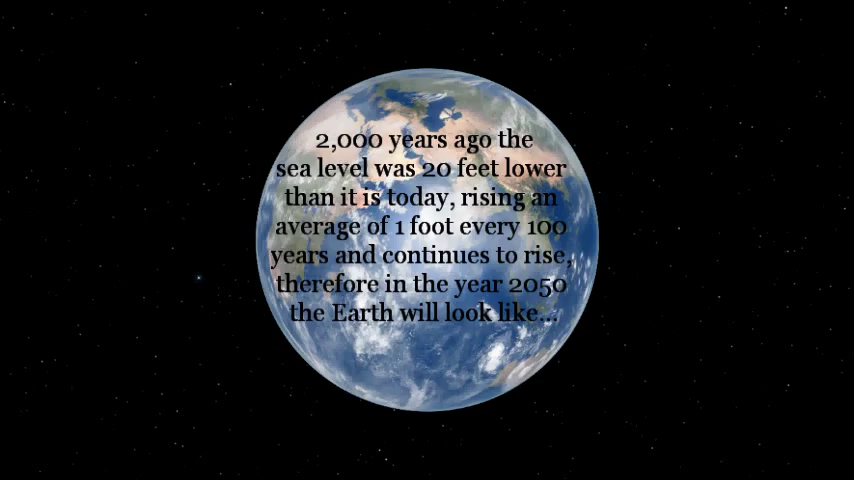 2,000 years ago the
sea level was 20 feet lower
than it is today, rising an
average of 1 foot every 100
years and continues to rise,
therefore in the year 2050
the Earth will look like...